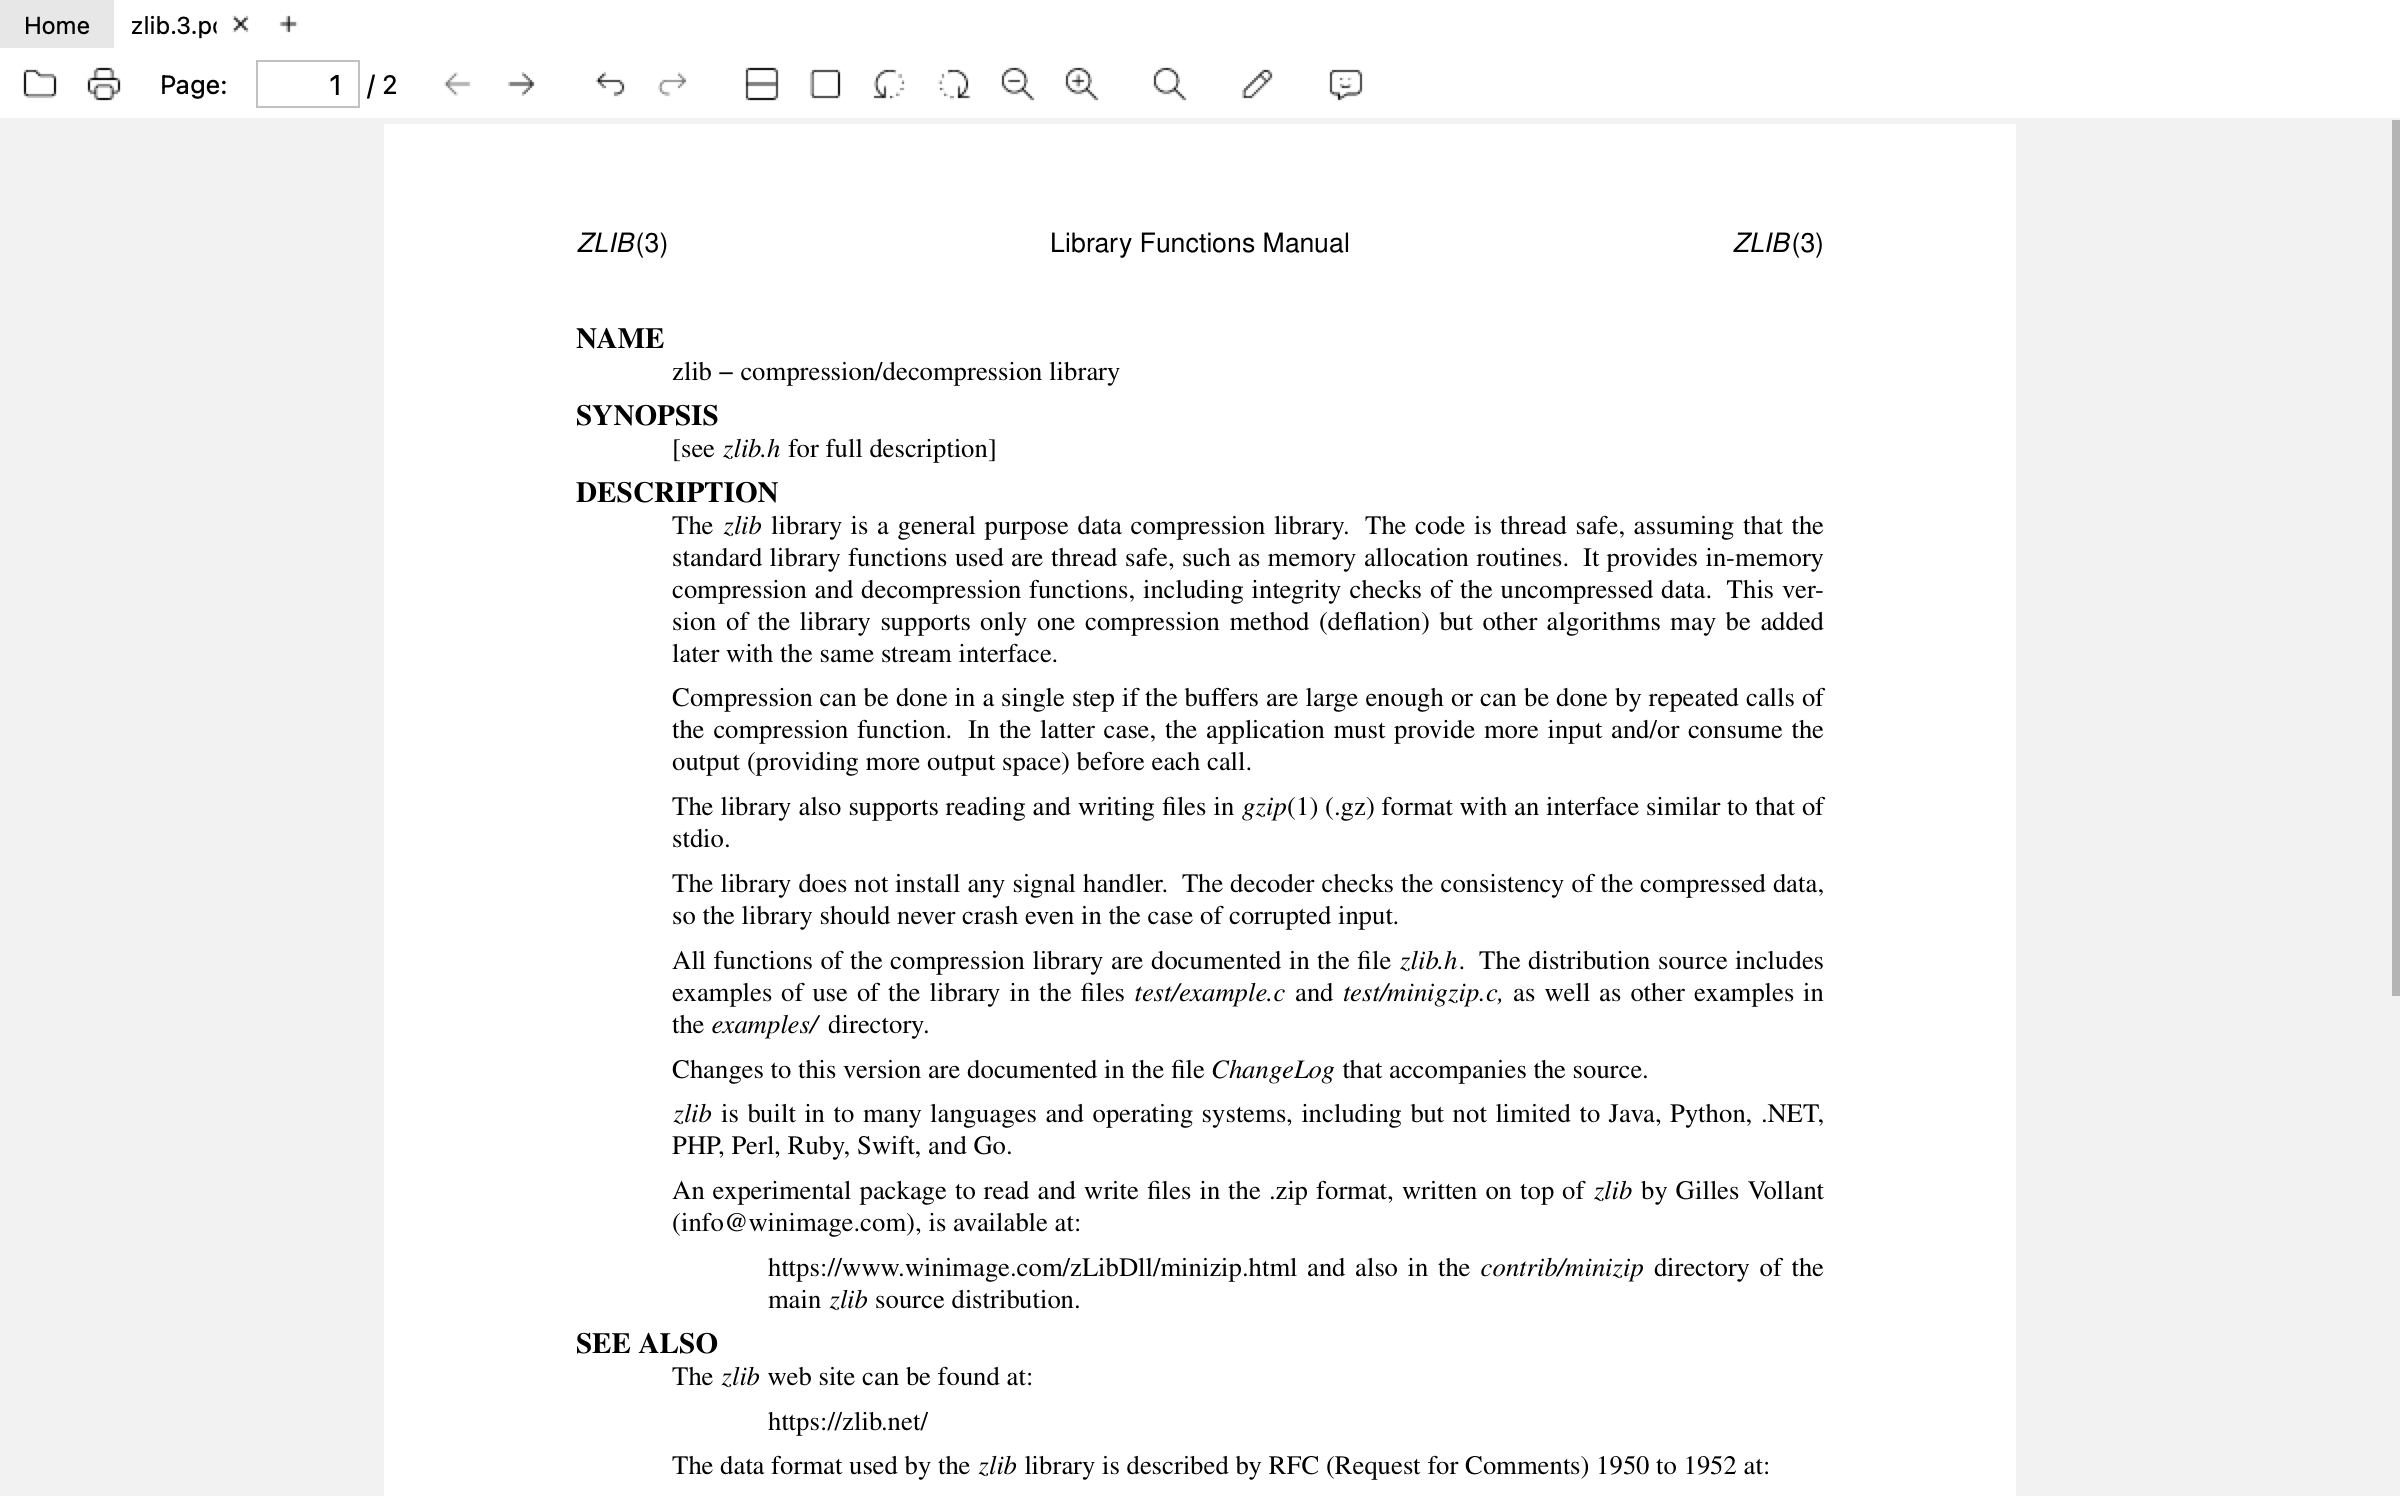 Home zlib.3.p
Page: 1 / 2
ZLIB(3) Library Functions Manual ZLIB(3)
NAME
zlib – compression/decompression library
SYNOPSIS
[see zlib.h for full description]
DESCRIPTION
The zlib library is a general purpose data compression library. The code is thread safe, assuming that the
standard library functions used are thread safe, such as memory allocation routines. It provides in-memory
compression and decompression functions, including integrity checks of the uncompressed data. This ver-
sion of the library supports only one compression method (deflation) but other algorithms may be added
later with the same stream interface.
Compression can be done in a single step if the buffers are large enough or can be done by repeated calls of
the compression function. In the latter case, the application must provide more input and/or consume the
output (providing more output space) before each call.
The library also supports reading and writing files in gzip(1) (.gz) format with an interface similar to that of
stdio.
The library does not install any signal handler. The decoder checks the consistency of the compressed data,
so the library should never crash even in the case of corrupted input.
All functions of the compression library are documented in the file zlib.h. The distribution source includes
examples of use of the library in the files test/example.c and test/minigzip.c, as well as other examples in
the examples/ directory.
Changes to this version are documented in the file ChangeLog that accompanies the source.
zlib is built in to many languages and operating systems, including but not limited to Java, Python, .NET,
PHP, Perl, Ruby, Swift, and Go.
An experimental package to read and write files in the .zip format, written on top of zlib by Gilles Vollant
(info@winimage.com), is available at:
https://www.winimage.com/zLibDll/minizip.html and also in the contrib/minizip directory of the
main zlib source distribution.
SEE ALSO
The zlib web site can be found at:
https://zlib.net/
The data format used by the zlib library is described by RFC (Request for Comments) 1950 to 1952 at: